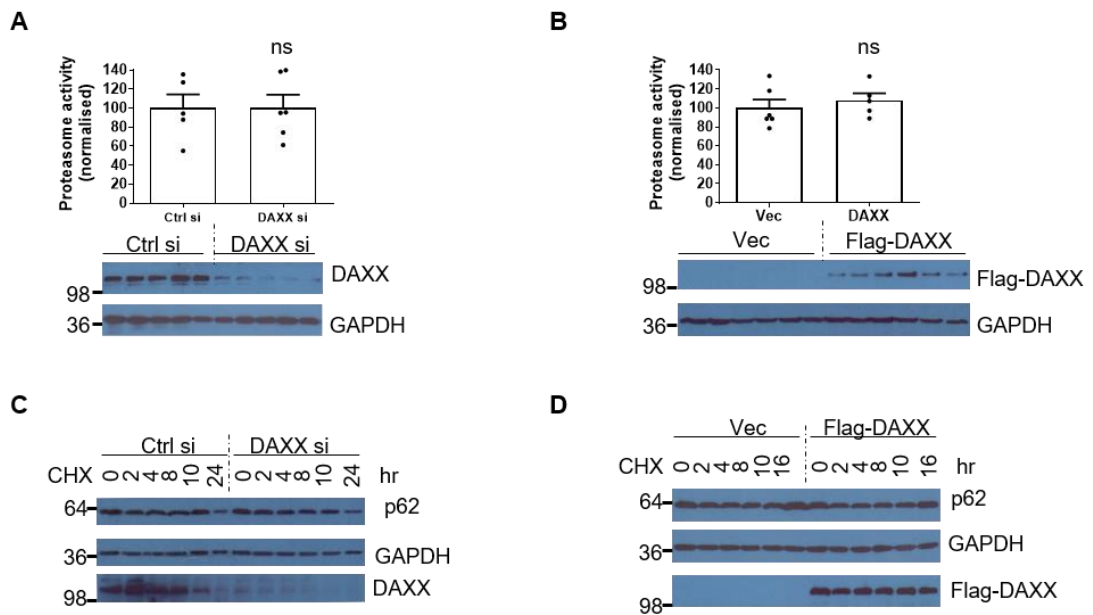 A
ns
Proteasome activity
(normalised)
140
120
100
80
60
40
20
0
Ctrl si
DAXX si
Ctrl si
DAXX si
DAXX
98
36
GAPDH
B
ns
Proteasome activity
(normalised)
140
120
100
80
60
40
20
0
Vec
DAXX
Vec
Flag-DAXX
Flag-DAXX
98
36
GAPDH
C
Ctrl si
DAXX si
CHX 0 2 4 8 10 24 0 2 4 8 10 24 hr
64
p62
36
GAPDH
DAXX
98
D
Vec
Flag-DAXX
CHX 0 2 4 8 10 16 0 2 4 8 10 16 hr
64
p62
36
GAPDH
Flag-DAXX
98